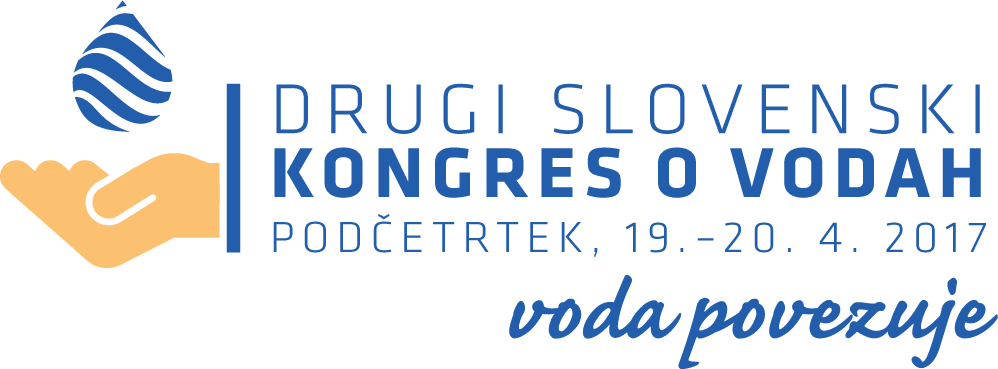 DRUGI SLOVENSKI
KONGRES O VODAH
PODČETRTEK, 19.–20. 4. 2017
voda povezuje